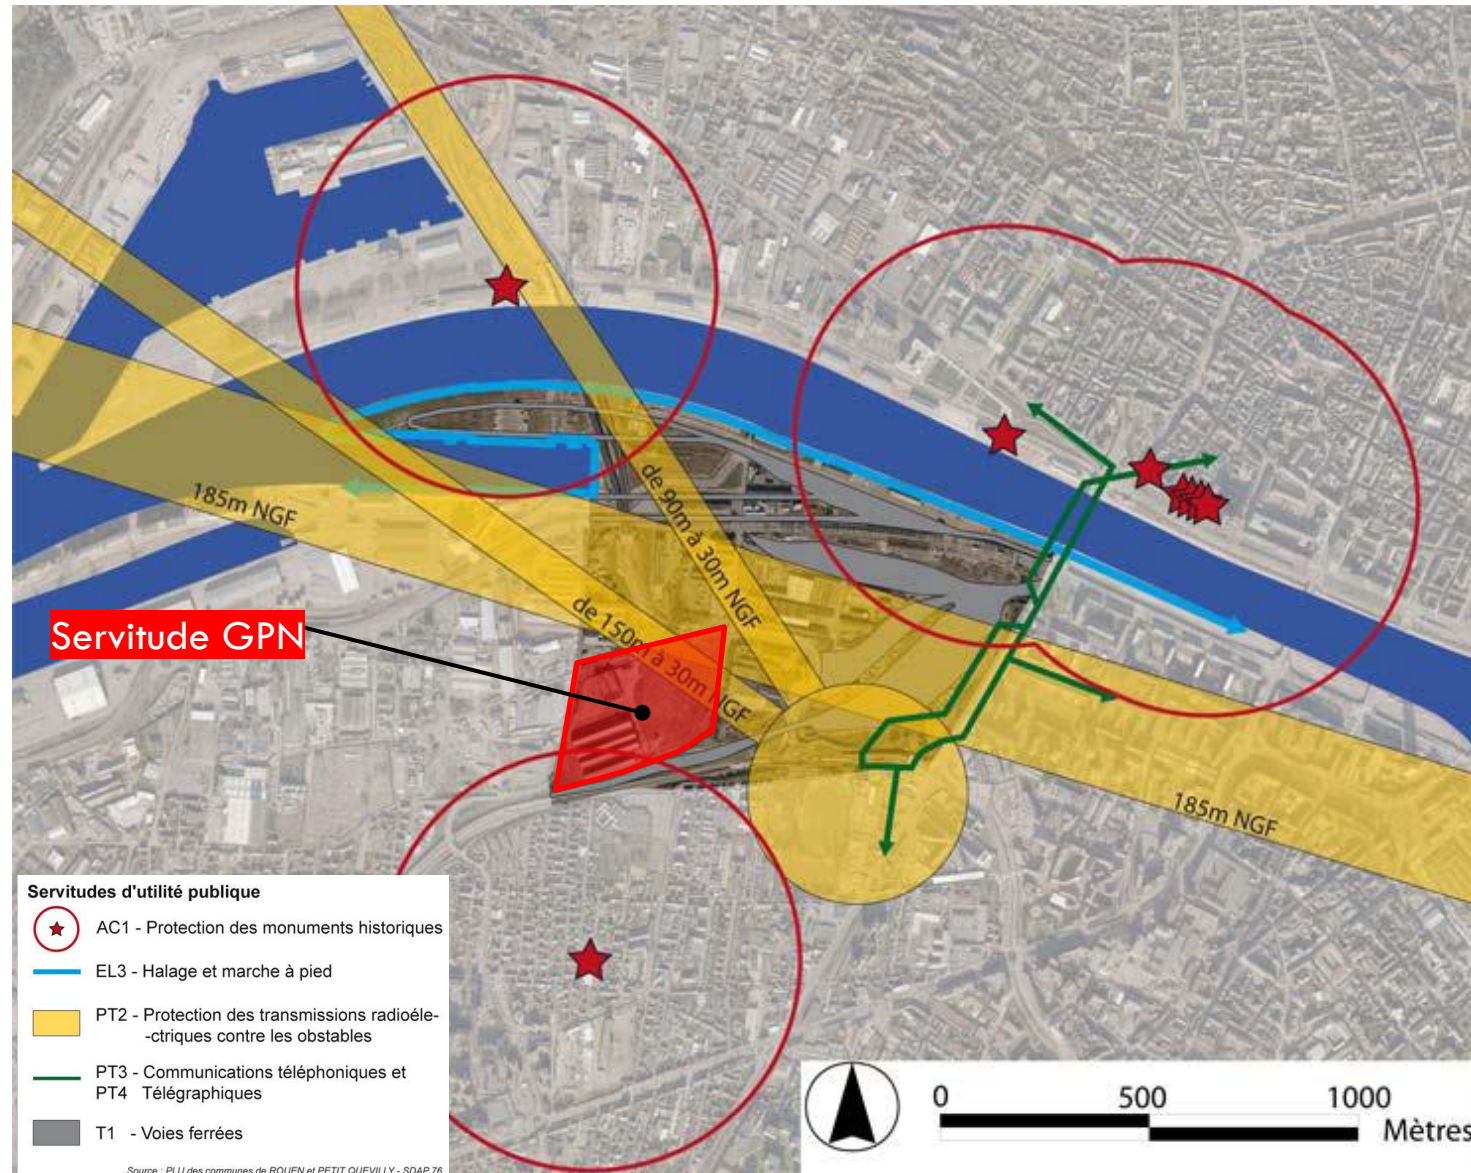 185m NGF
de 90m à 30m NGF
Servitude GPN
de 150m à 30m NGF
185m NGF
Servitudes d'utilité publique
AC1 - Protection des monuments historiques
EL3 - Halage et marche à pied
PT2 - Protection des transmissions radioéle-
-ctriques contre les obstables
PT3 - Communications téléphoniques et
PT4 Télégraphiques
T1 - Voies ferrées
Source : PLU des communes de ROUEN et PETIT QUEVILLY - SDAP 76
0 500 1000
Mètres